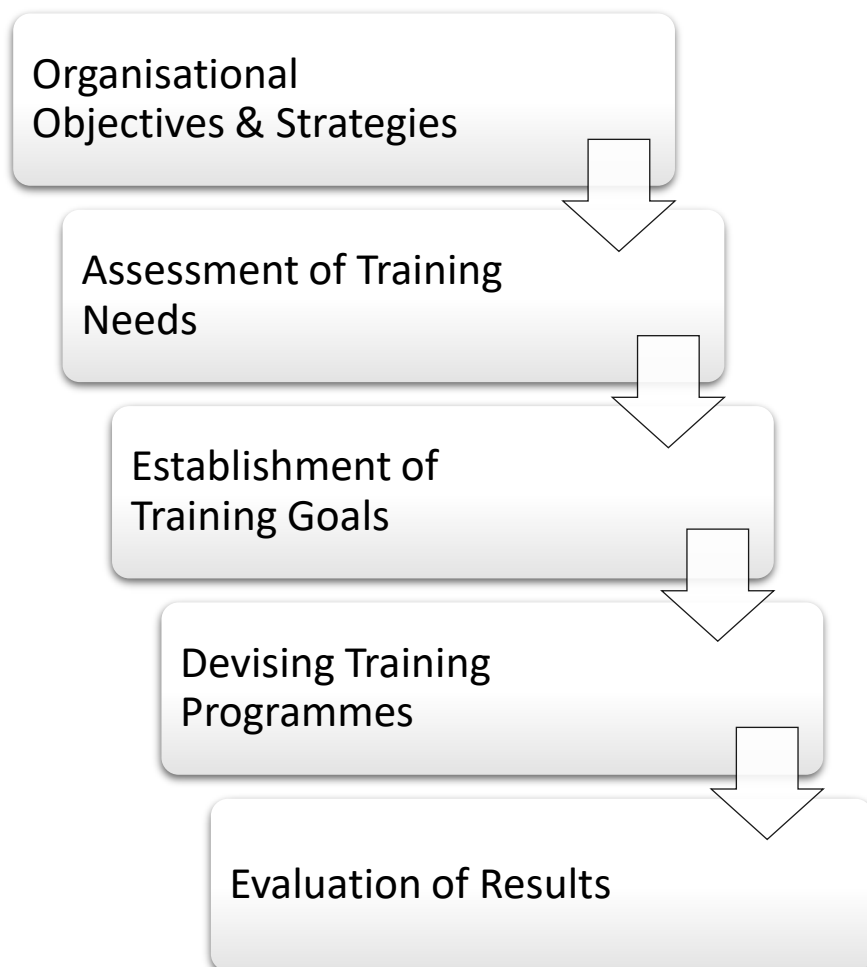 Organisational
Objectives & Strategies
Assessment of Training
Needs
Establishment of
Training Goals
Devising Training
Programmes
Evaluation of Results